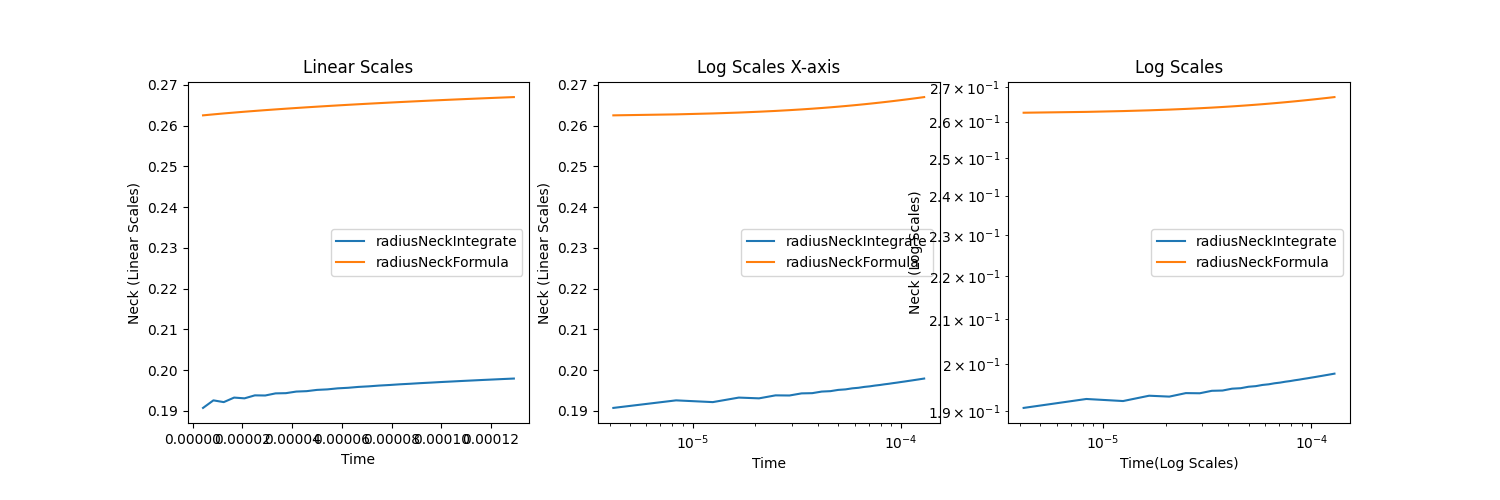 Linear Scales
0.27
0.26
0.25
0.24
0.23
0.22
0.21
0.20
0.19
Neck (Linear Scales)
radiusNeckIntegrate
radiusNeckFormula
0.00000 0.00002 0.00004 0.00006 0.00008 0.00010 0.00012
Time
Log Scales X-axis
0.27
0.26
0.25
0.24
0.23
0.22
0.21
0.20
0.19
Neck (Linear Scales)
radiusNeckIntegrate
radiusNeckFormula
10⁻⁵ 10⁻⁴
Time
Log Scales
2.7 × 10⁻¹
2.6 × 10⁻¹
2.5 × 10⁻¹
2.4 × 10⁻¹
2.3 × 10⁻¹
2.2 × 10⁻¹
2.1 × 10⁻¹
2 × 10⁻¹
1.9 × 10⁻¹
Neck (Log Scales)
radiusNeckIntegrate
radiusNeckFormula
10⁻⁵ 10⁻⁴
Time(Log Scales)